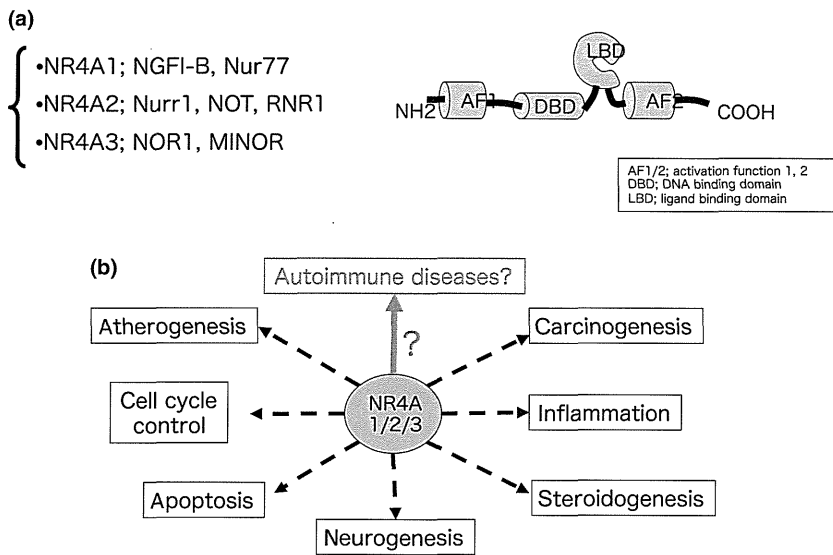 (a)
•NR4A1; NGFI-B, Nur77
•NR4A2; Nurr1, NOT, RNR1
•NR4A3; NOR1, MINOR
LBD
NH2 AF1 DBD AF2 COOH
AF1/2; activation function 1, 2
DBD; DNA binding domain
LBD; ligand binding domain
(b)
Autoimmune diseases?
Atherogenesis
?
Carcinogenesis
Cell cycle
control
NR4A
1/2/3
Inflammation
Apoptosis
Steroidogenesis
Neurogenesis